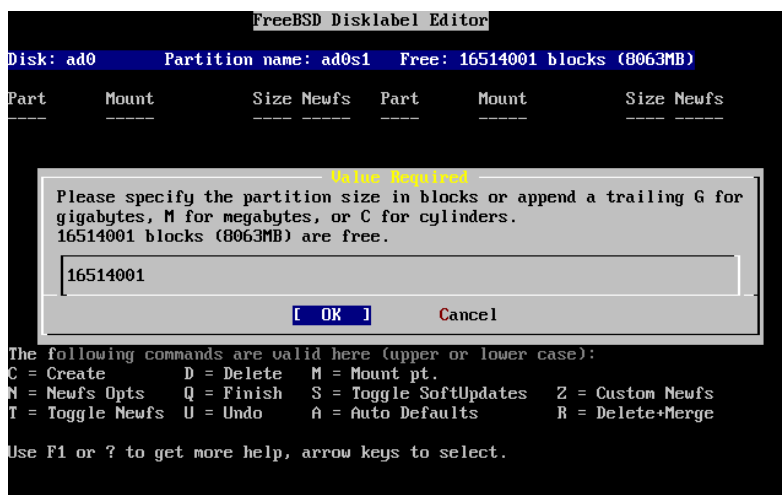 FreeBSD Disklabel Editor
Disk: ad0 Partition name: ad0s1 Free: 16514001 blocks (8063MB)
Part Mount Size Newfs Part Mount Size Newfs
---- ----- ---- ----- ---- ----- ---- -----
Value Required
Please specify the partition size in blocks or append a trailing G for
gigabytes, M for megabytes, or C for cylinders.
16514001 blocks (8063MB) are free.
16514001
[ OK ] Cancel
The following commands are valid here (upper or lower case):
C = Create D = Delete M = Mount pt.
N = Newfs Opts Q = Finish S = Toggle SoftUpdates Z = Custom Newfs
T = Toggle Newfs U = Undo A = Auto Defaults R = Delete+Merge
Use F1 or ? to get more help, arrow keys to select.